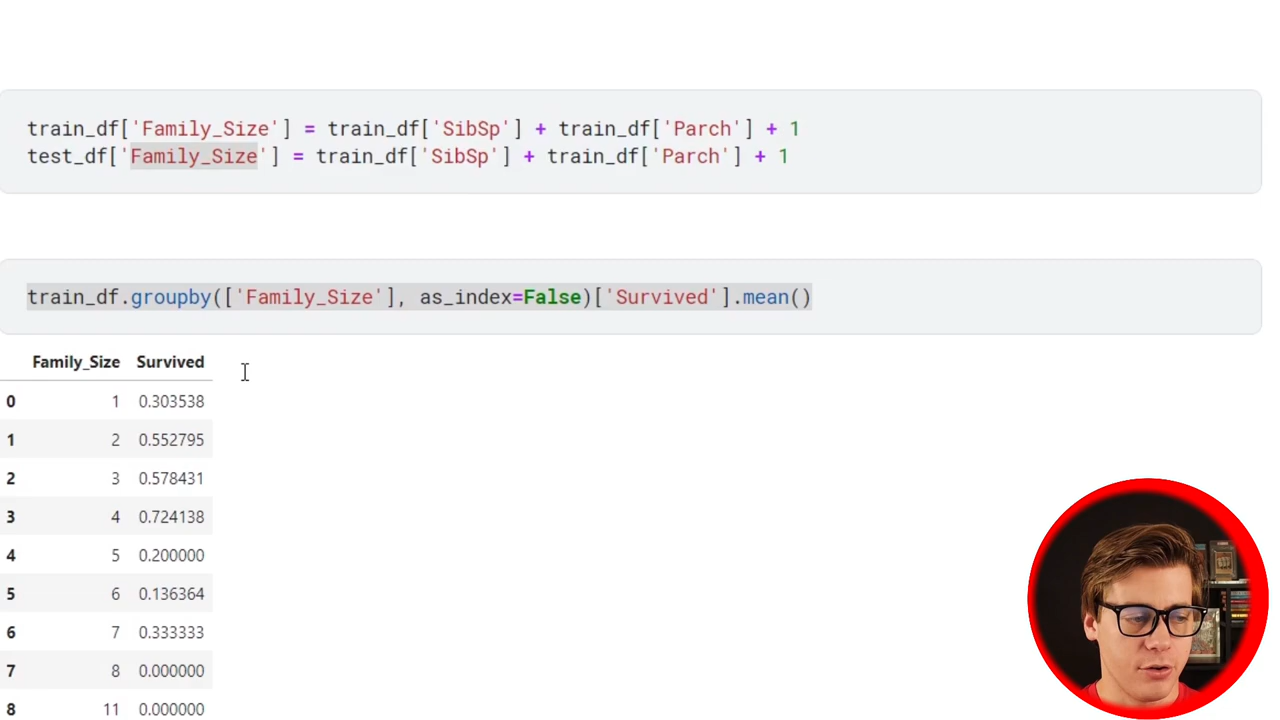 train_df['Family_Size'] = train_df['SibSp'] + train_df['Parch'] + 1
test_df['Family_Size'] = train_df['SibSp'] + train_df['Parch'] + 1
train_df.groupby(['Family_Size'], as_index=False)['Survived'].mean()
Family_Size Survived
0 1 0.303538
1 2 0.552795
2 3 0.578431
3 4 0.724138
4 5 0.200000
5 6 0.136364
6 7 0.333333
7 8 0.000000
8 11 0.000000